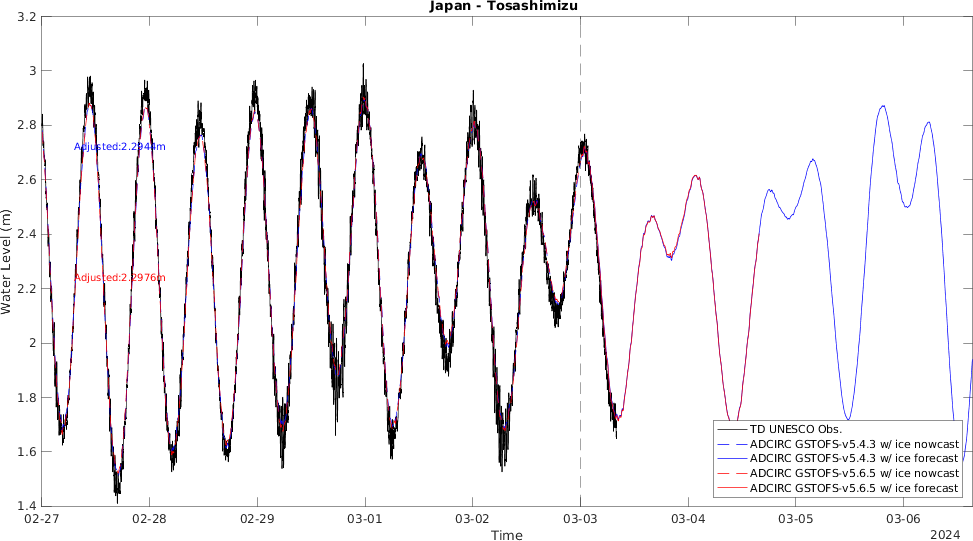 Japan - Tosashimizu
3.2
3
2.8
2.6
2.4
2.2
2
1.8
1.6
1.4
Water Level (m)
Adjusted:2.2944m
Adjusted:2.2976m
TD UNESCO Obs.
ADCIRC GSTOFS-v5.4.3 w/ ice nowcast
ADCIRC GSTOFS-v5.4.3 w/ ice forecast
ADCIRC GSTOFS-v5.6.5 w/ ice nowcast
ADCIRC GSTOFS-v5.6.5 w/ ice forecast
02-27 02-28 02-29 03-01 03-02 03-03 03-04 03-05 03-06
Time
2024